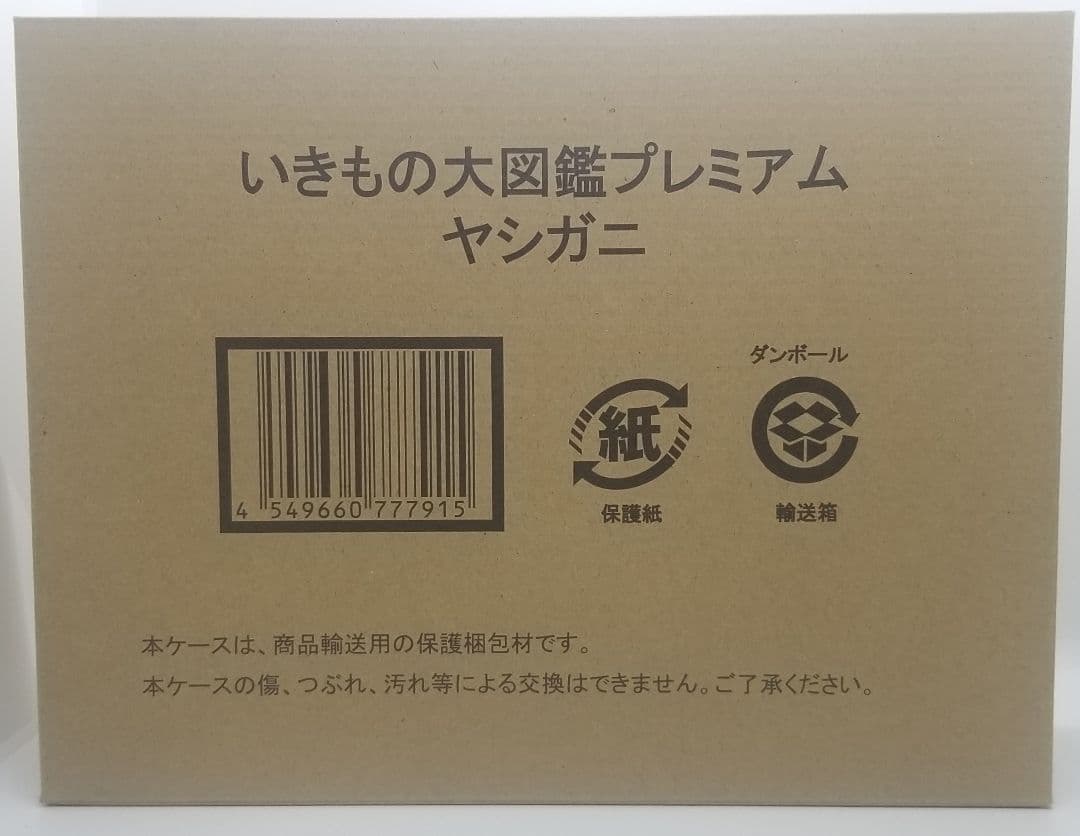 いきもの大図鑑プレミアム
ヤシガニ
4 549660 777915
紙
保護紙
ダンボール
輸送箱
本ケースは、商品輸送用の保護梱包材です。
本ケースの傷、つぶれ、汚れ等による交換はできません。ご了承ください。